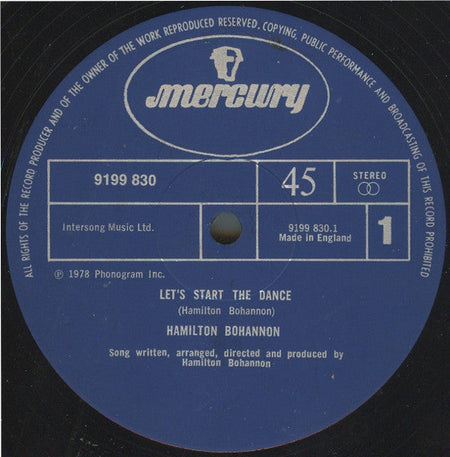 ALL RIGHTS OF THE RECORD PRODUCER AND OF THE OWNER OF THE WORK REPRODUCED RESERVED. COPYING, PUBLIC PERFORMANCE AND BROADCASTING OF THIS RECORD PROHIBITED
mercury
9199 830
45
STEREO
Intersong Music Ltd.
9199 830.1
Made in England
1
℗ 1978 Phonogram Inc.
LET'S START THE DANCE
(Hamilton Bohannon)
HAMILTON BOHANNON
Song written, arranged, directed and produced by
Hamilton Bohannon